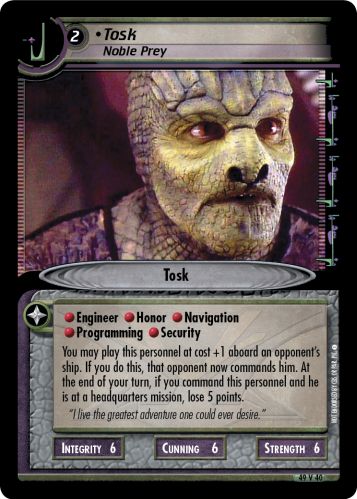 2
•Tosk
Noble Prey
Tosk
Engineer Honor Navigation
Programming Security
You may play this personnel at cost +1 aboard an opponent's
ship. If you do this, that opponent now commands him. At
the end of your turn, if you command this personnel and he
is at a headquarters mission, lose 5 points.
"I live the greatest adventure one could ever desire."
INTEGRITY 6 CUNNING 6 STRENGTH 6
49 V 40